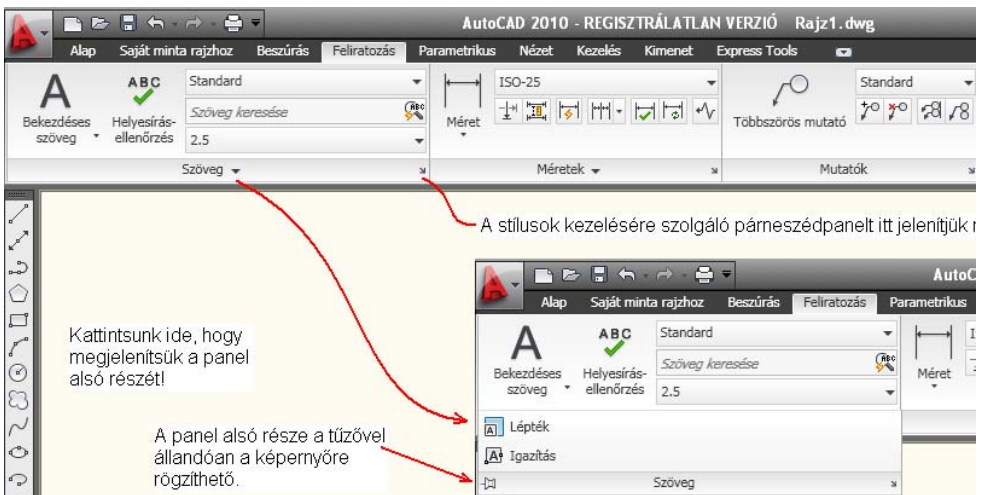 AutoCAD 2010 - REGISZTRÁLATLAN VERZIÓ Rajz1.dwg
Alap Saját minta rajzhoz Beszúrás Feliratozás Parametrikus Nézet Kezelés Kimenet Express Tools
A ABC Standard ISO-25 Standard
Szöveg keresése ABC
Bekezdéses szöveg
Helyesírás-ellenőrzés
2.5
Méret
Többszörös mutató
Szöveg Méretek Mutatók
A stílusok kezelésére szolgáló párneszédpanelt itt jelenítjük
AutoC
Alap Saját minta rajzhoz Beszúrás Feliratozás Parametrikus
Kattintsunk ide, hogy
megjelenítsük a panel
alsó részét!
A ABC Standard
Szöveg keresése ABC
Bekezdéses szöveg
Helyesírás-ellenőrzés
2.5
Méret
A Lépték
A Igazítás
Szöveg
A panel alsó része a tűzővel
állandóan a képernyőre
rögzíthető.